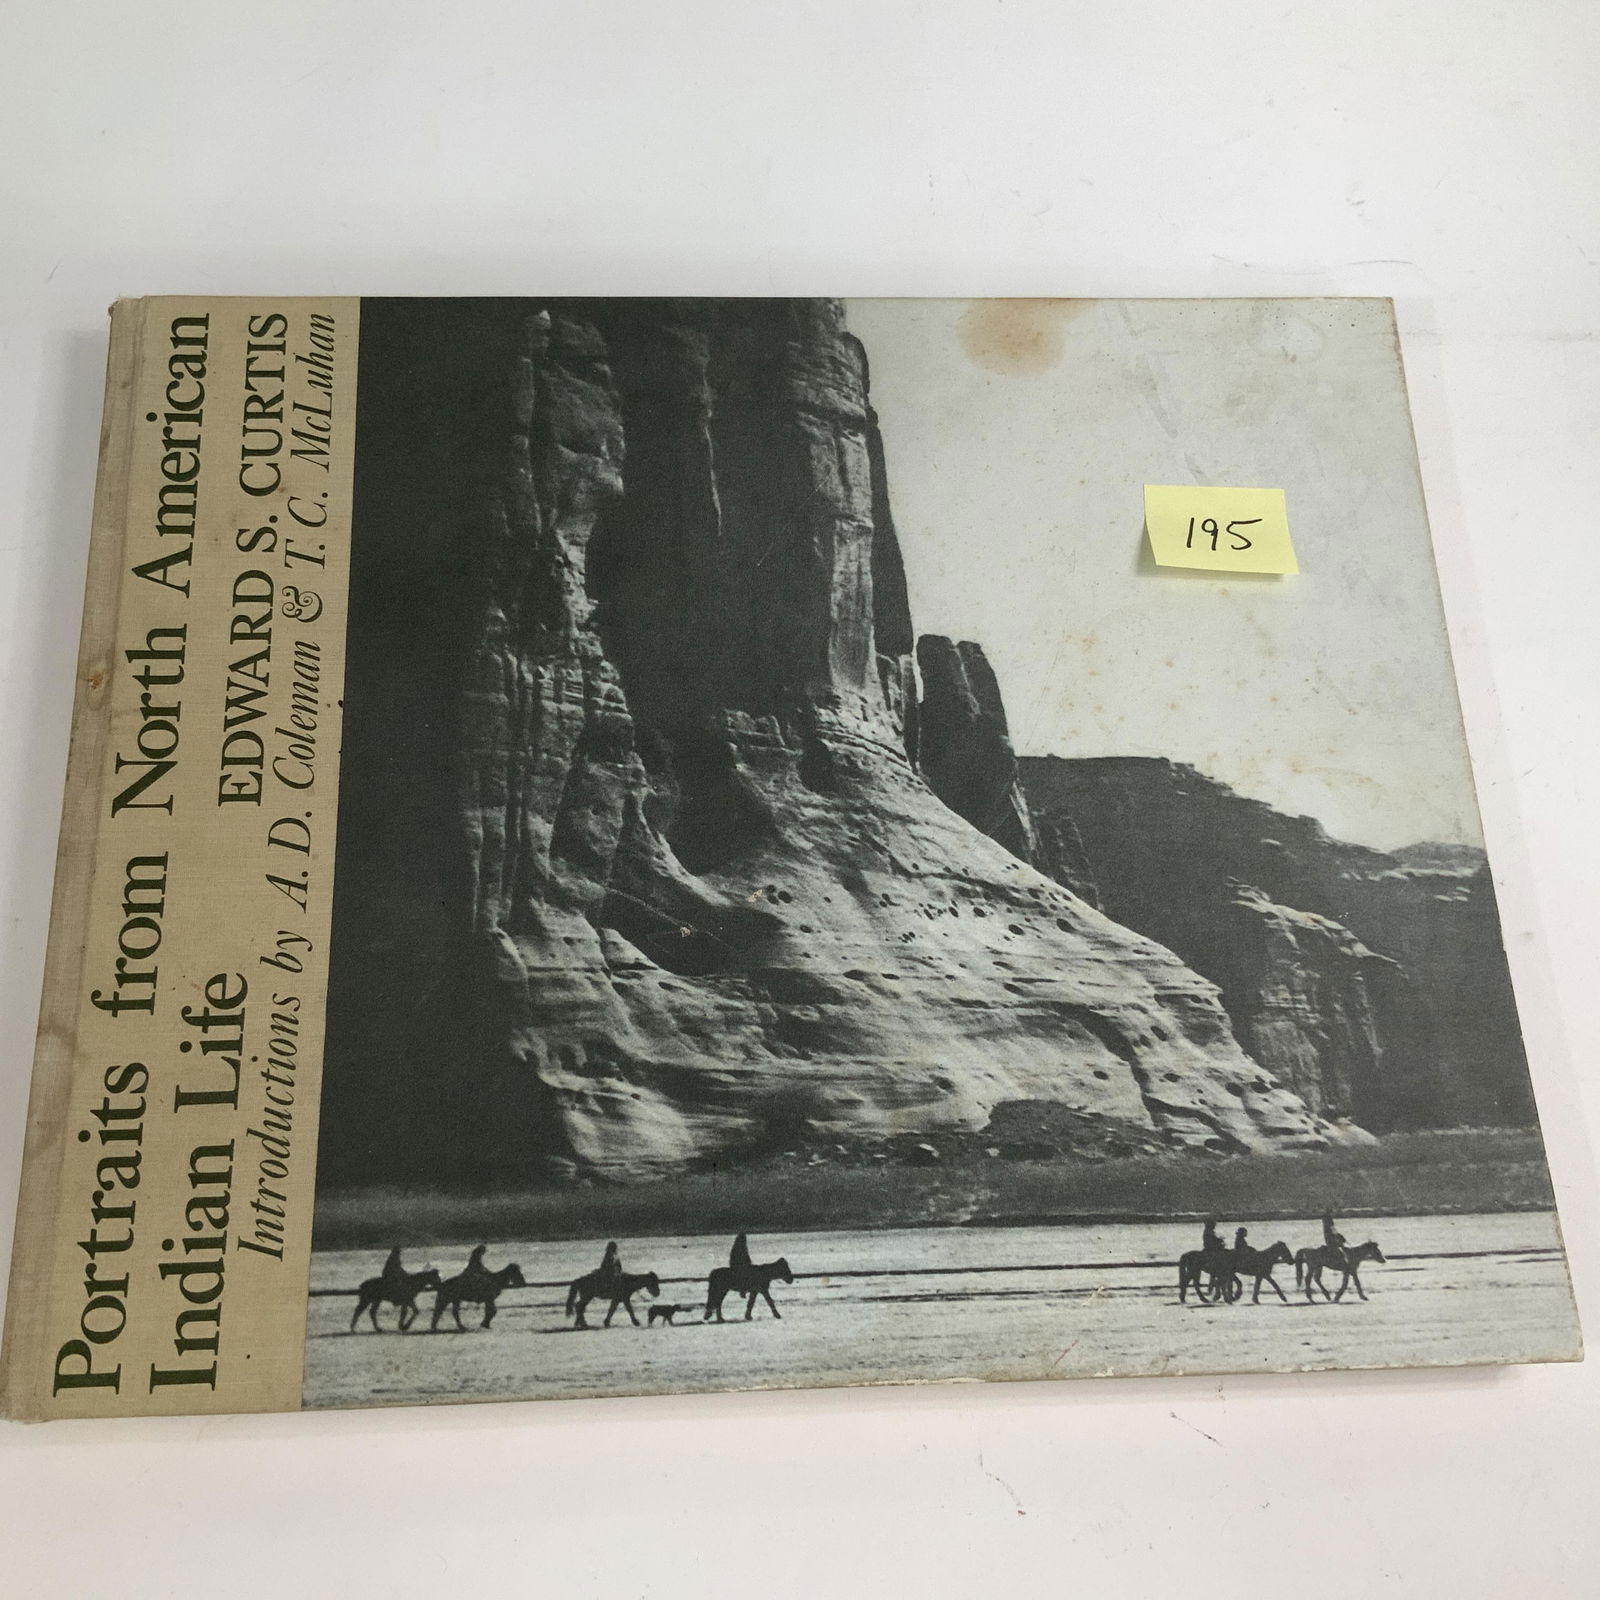 Portraits from North American
Indian Life
EDWARD S. CURTIS
Introductions by A. D. Coleman & T. C. McLuhan
195